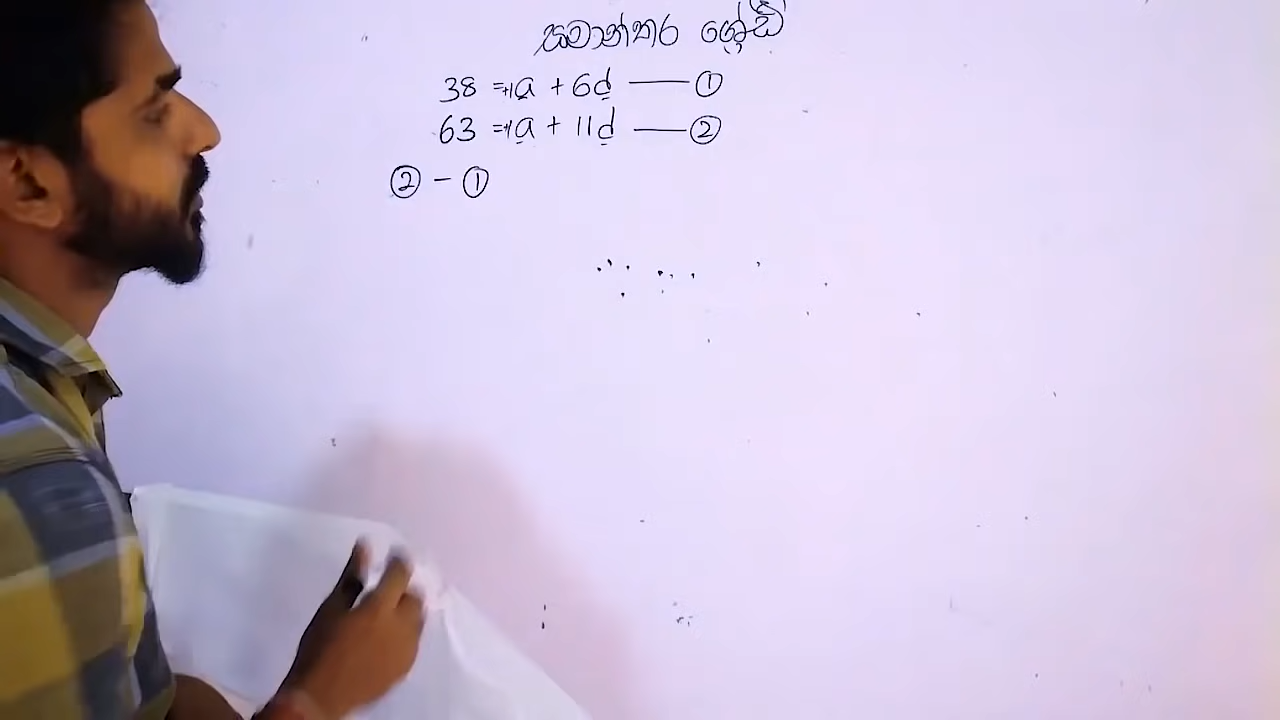 සමාන්තර ශ්‍රේඪි
38 = +a + 6d —— ①
63 = +a + 11d —— ②
② - ①